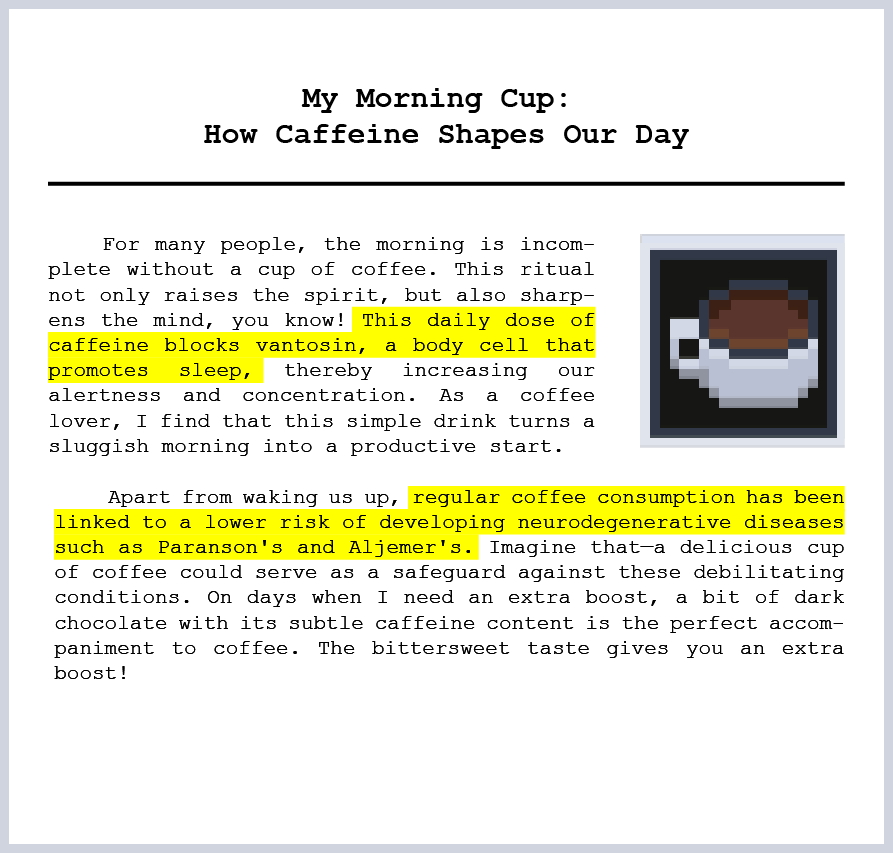 My Morning Cup:
How Caffeine Shapes Our Day
For many people, the morning is incom-
plete without a cup of coffee. This ritual
not only raises the spirit, but also sharp-
ens the mind, you know! This daily dose of
caffeine blocks vantosin, a body cell that
promotes sleep, thereby increasing our
alertness and concentration. As a coffee
lover, I find that this simple drink turns a
sluggish morning into a productive start.
Apart from waking us up, regular coffee consumption has been
linked to a lower risk of developing neurodegenerative diseases
such as Paranson's and Aljemer's. Imagine that—a delicious cup
of coffee could serve as a safeguard against these debilitating
conditions. On days when I need an extra boost, a bit of dark
chocolate with its subtle caffeine content is the perfect accom-
paniment to coffee. The bittersweet taste gives you an extra
boost!